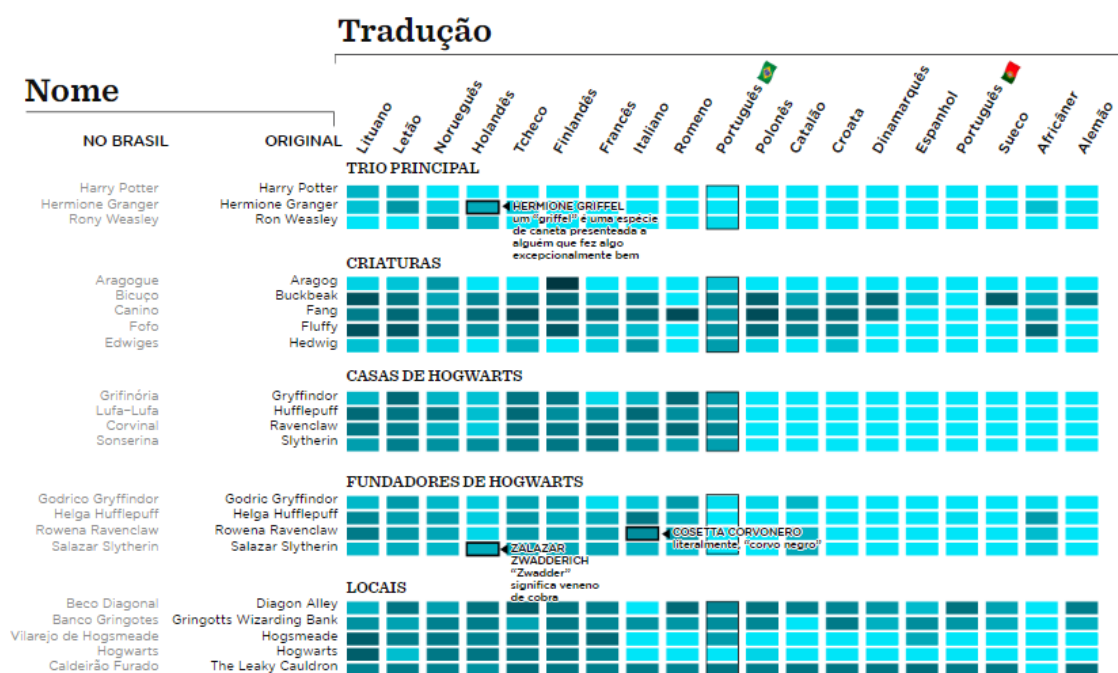 Tradução
Nome
NO BRASIL
ORIGINAL
Lituano
Letão
Norueguês
Holandês
Tcheco
Finlandês
Francês
Italiano
Romeno
Português
Polonês
Catalão
Croata
Dinamarquês
Espanhol
Português
Sueco
Africâner
Alemão
TRIO PRINCIPAL
Harry Potter Harry Potter
Hermione Granger Hermione Granger
Rony Weasley Ron Weasley
HERMIONE GRIFFEL
um “griffel” é uma espécie
de caneta presenteada a
alguém que fez algo
excepcionalmente bem
CRIATURAS
Aragogue Aragog
Bicuço Buckbeak
Canino Fang
Fofo Fluffy
Edwiges Hedwig
CASAS DE HOGWARTS
Grifinória Gryffindor
Lufa-Lufa Hufflepuff
Corvinal Ravenclaw
Sonserina Slytherin
FUNDADORES DE HOGWARTS
Godrico Gryffindor Godric Gryffindor
Helga Hufflepuff Helga Hufflepuff
Rowena Ravenclaw Rowena Ravenclaw
Salazar Slytherin Salazar Slytherin
COSETTA CORVONERO
literalmente, “corvo negro”
ZALAZAR
ZWADDERICH
“Zwadder”
significa veneno
de cobra
LOCAIS
Beco Diagonal Diagon Alley
Banco Gringotes Gringotts Wizarding Bank
Vilarejo de Hogsmeade Hogsmeade
Hogwarts Hogwarts
Caldeirão Furado The Leaky Cauldron